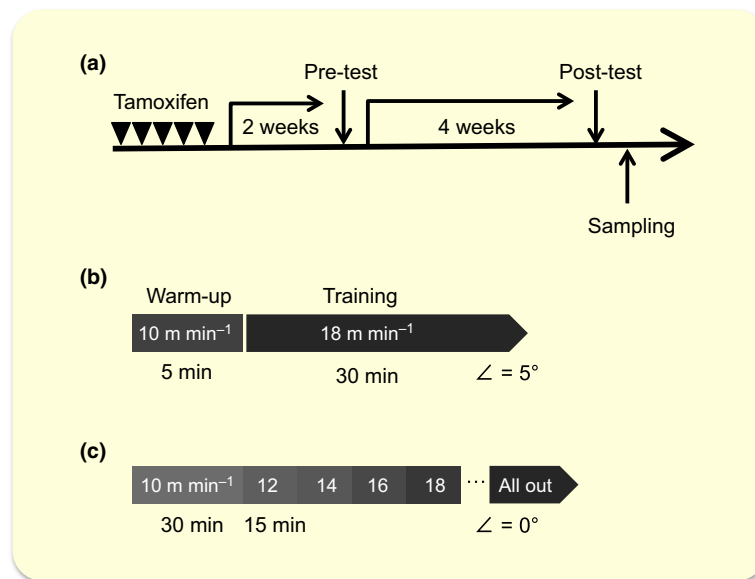 (a)
Pre-test Post-test
Tamoxifen
2 weeks 4 weeks
Sampling
(b)
Warm-up Training
10 m min⁻¹ 18 m min⁻¹
5 min 30 min ∠ = 5°
(c)
10 m min⁻¹ 12 14 16 18 ... All out
30 min 15 min ∠ = 0°